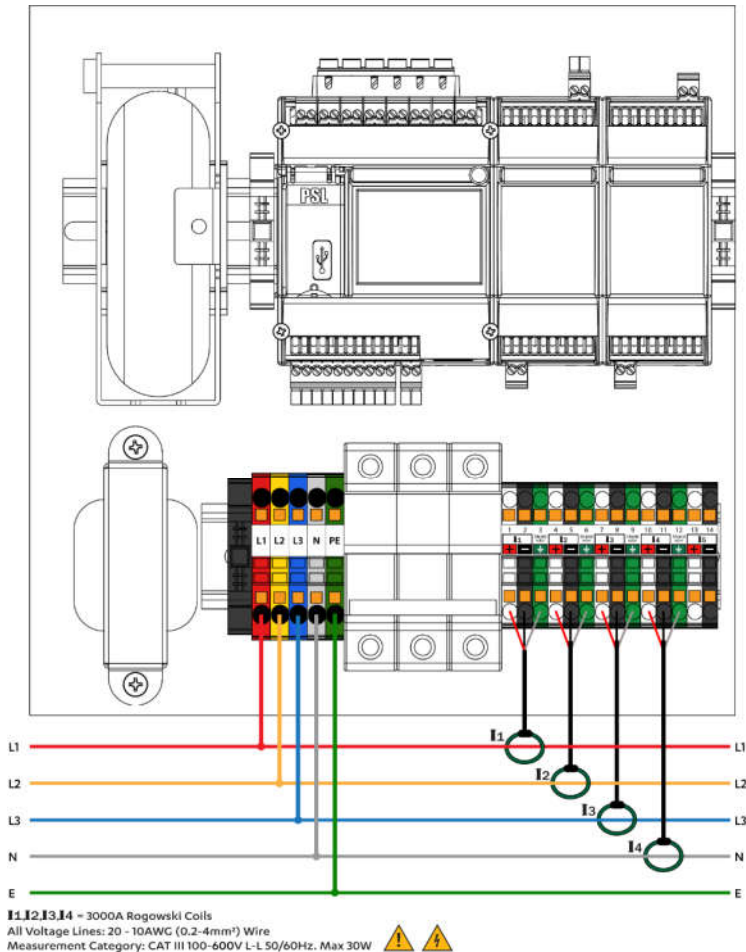 PSL
L1 L2 L3 N PE
1 2 3 4 5 6 7 8 9 10 11 12 13 14
I1 I2 I3 I4 I5
+ − + − + − + − + −
I1
L1 L1
I2
L2 L2
I3
L3 L3
I4
N N
E E
I1,I2,I3,I4 - 3000A Rogowski Coils
All Voltage Lines: 20 - 10AWG (0.2-4mm²) Wire
Measurement Category: CAT III 100-600V L-L 50/60Hz. Max 30W